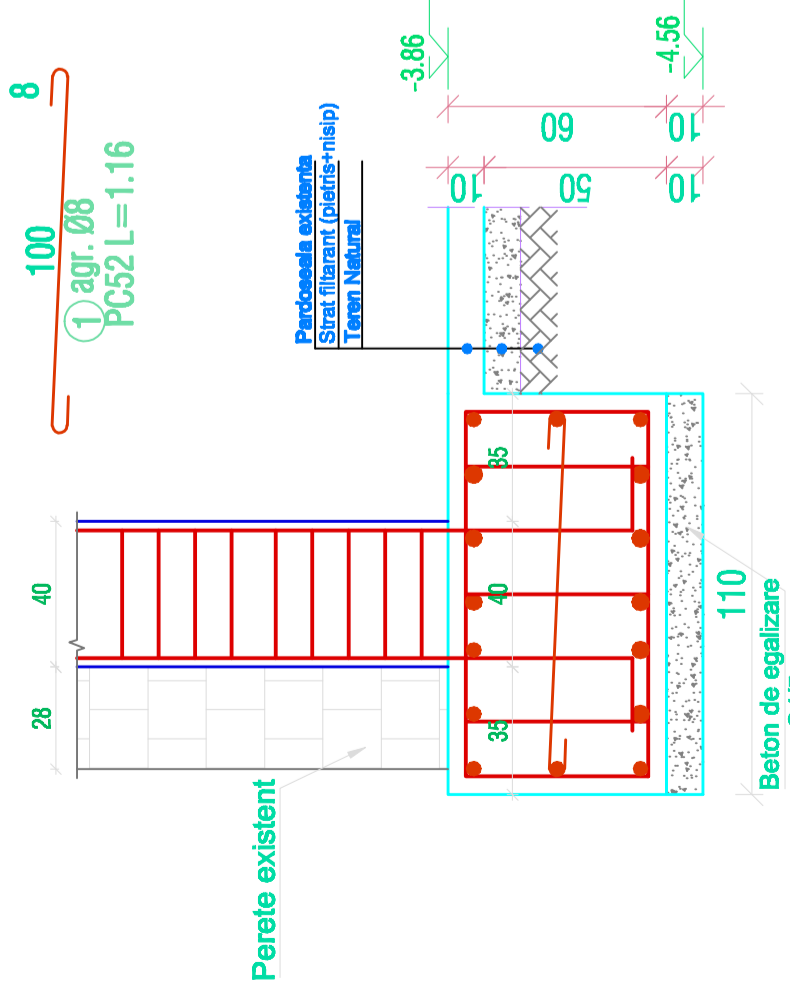 8
100
1 agr. Ø8
PC52 L=1.16
-3.86
-4.56
60
10
10
50
10
Pardoseala existenta
Strat filtarant (pietris+nisip)
Teren Natural
40
28
35
40
35
110
Perete existent
Beton de egalizare